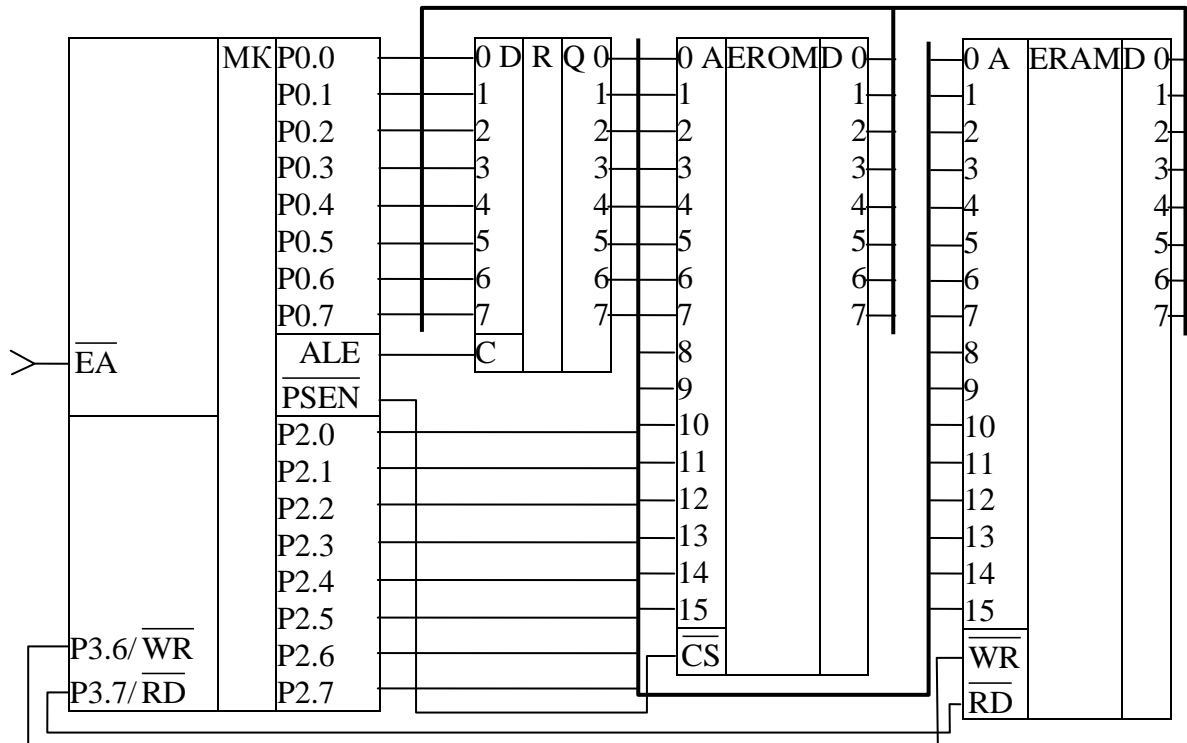 МК P0.0 0 D R Q 0 0 A EROM D 0 0 A ERAM D 0
P0.1 1 1 1 1 1 1
P0.2 2 2 2 2 2 2
P0.3 3 3 3 3 3 3
P0.4 4 4 4 4 4 4
P0.5 5 5 5 5 5 5
P0.6 6 6 6 6 6 6
P0.7 7 7 7 7 7 7
EA ALE C 8 8
PSEN 9 9
P2.0 10 10
P2.1 11 11
P2.2 12 12
P2.3 13 13
P2.4 14 14
P2.5 15 15
P3.6/WR P2.6 CS WR
P3.7/RD P2.7 RD